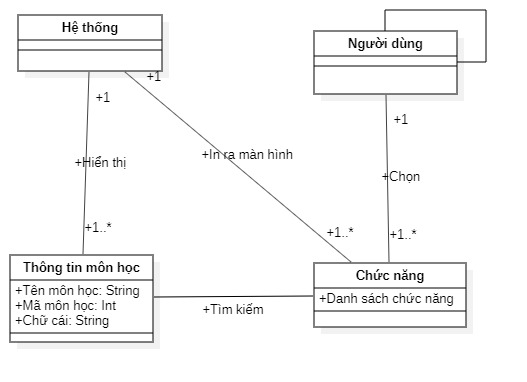 Hệ thống
Người dùng
+1
+1
+1
+In ra màn hình
+Hiển thị
+Chọn
+1..*
+1..*
+1..*
Thông tin môn học
+Tên môn học: String
+Mã môn học: Int
+Chữ cái: String
Chức năng
+Danh sách chức năng
+Tìm kiếm